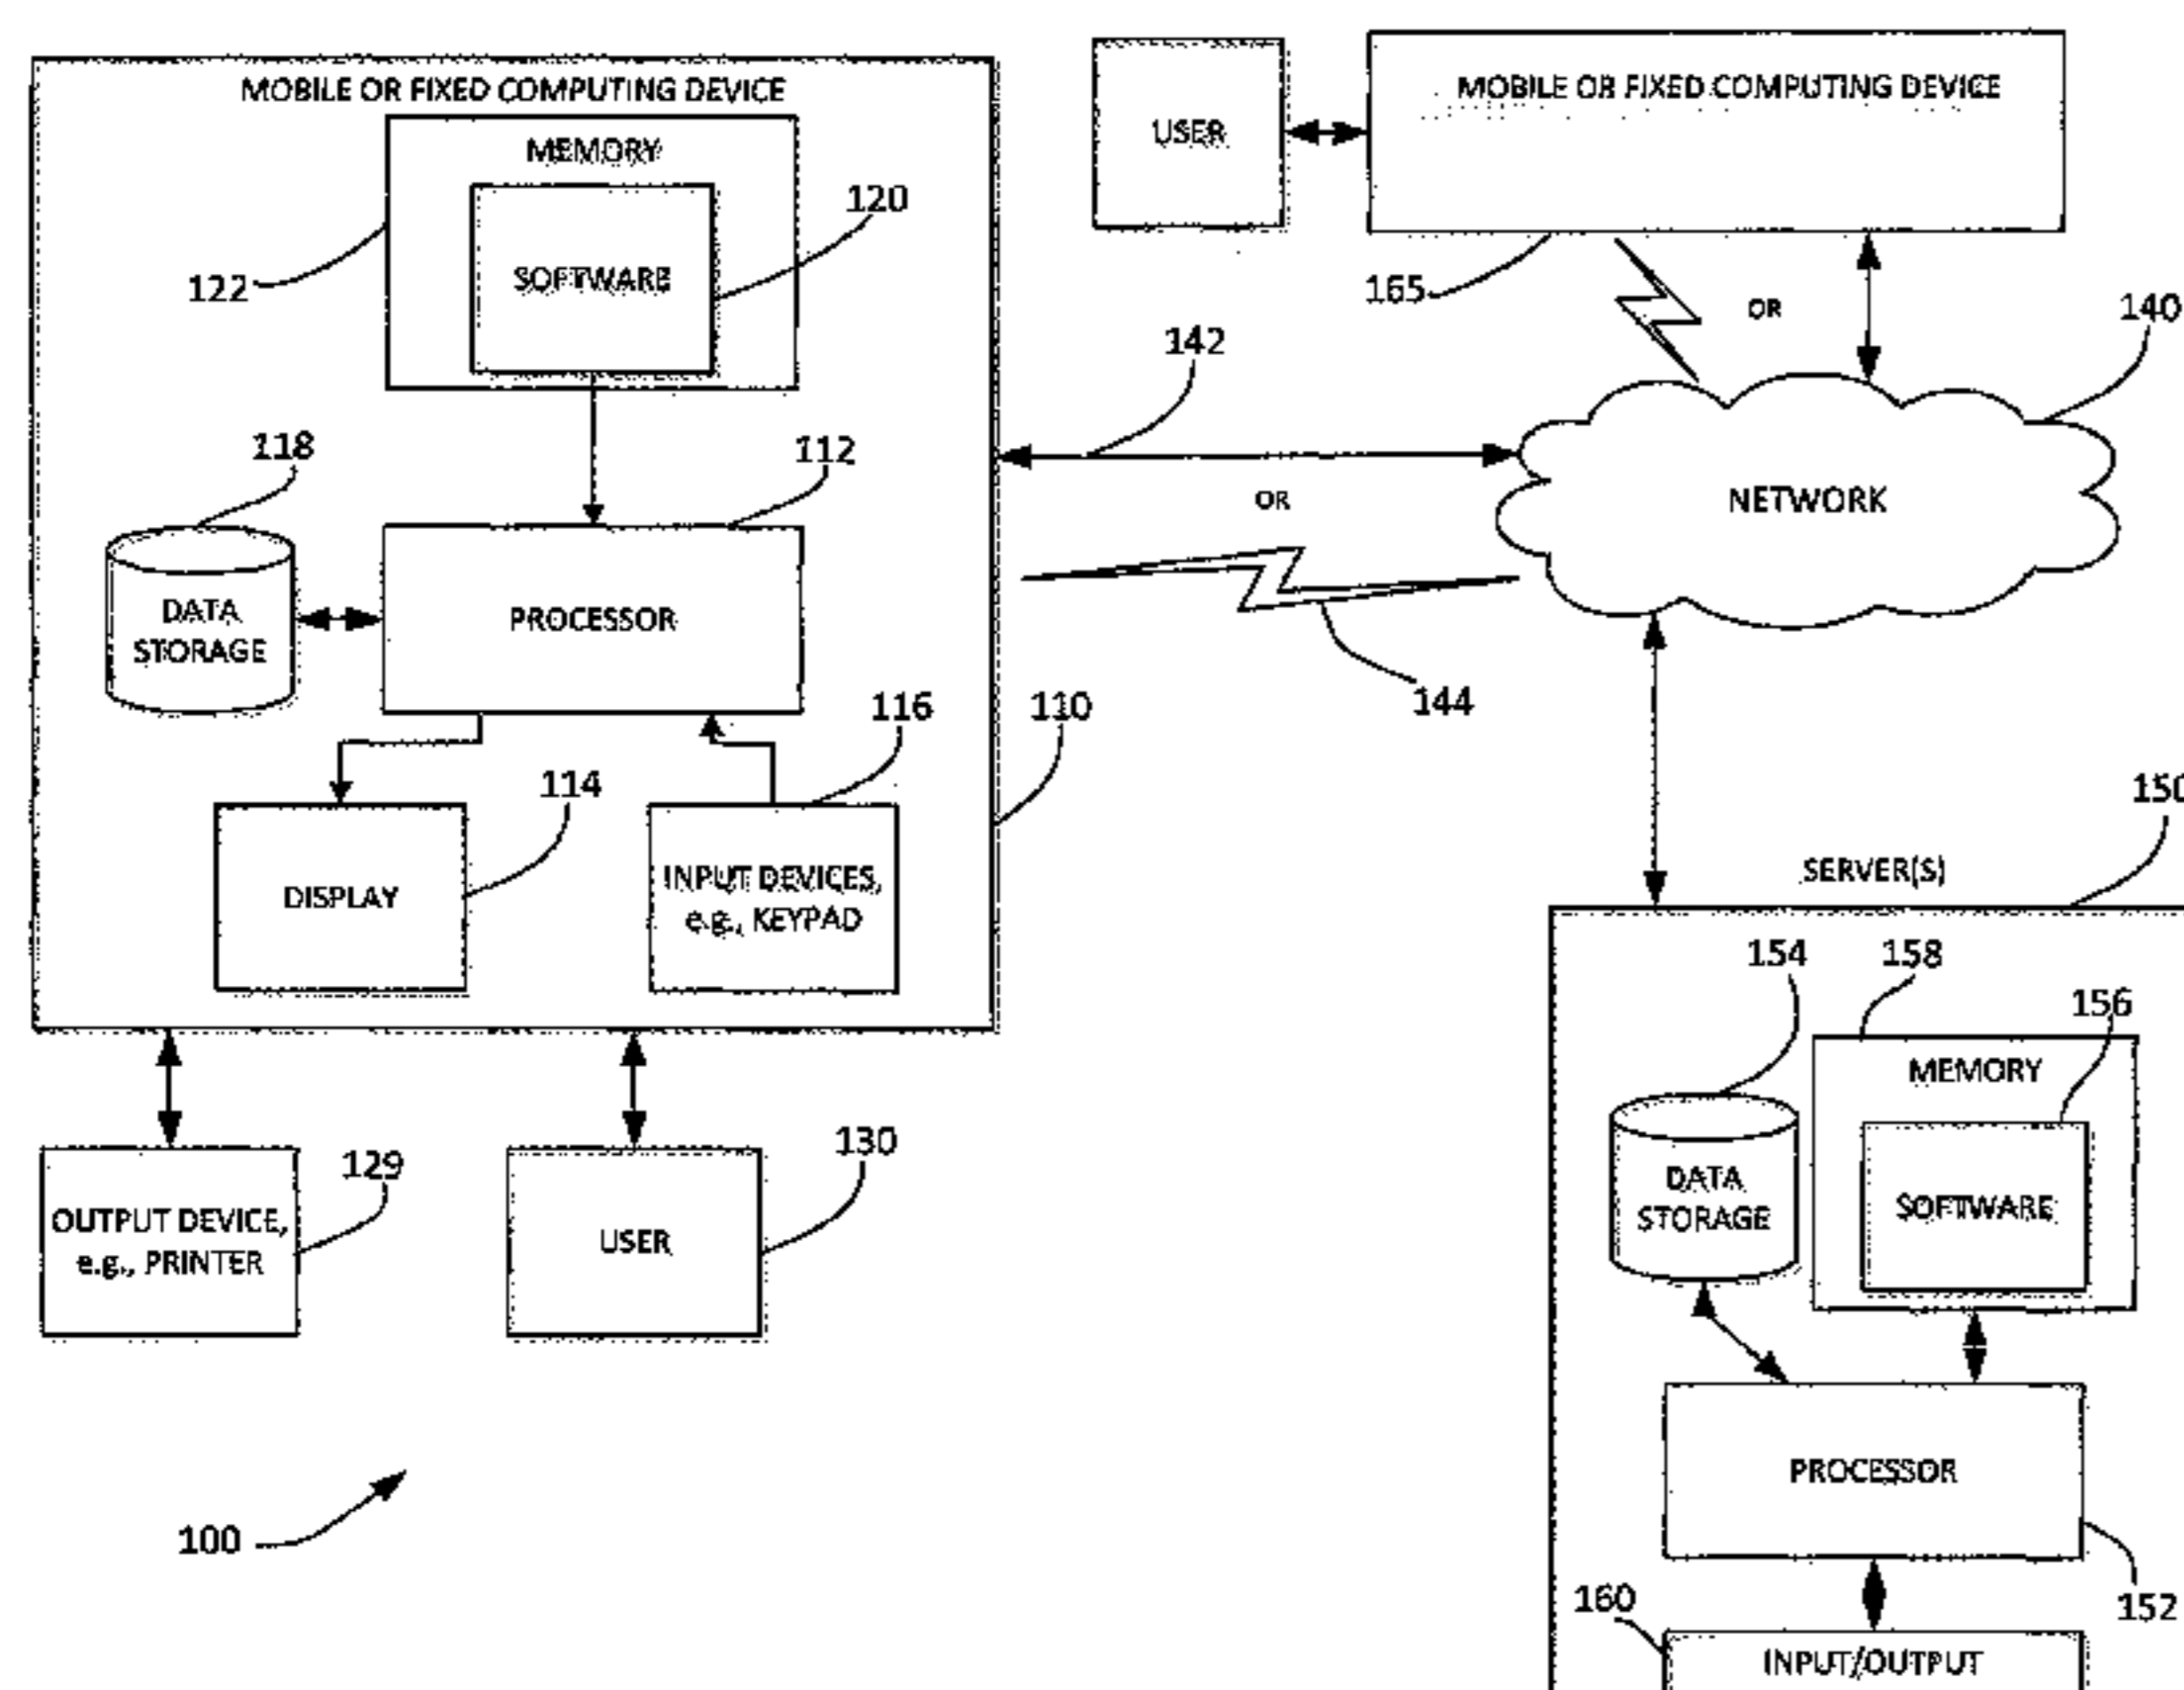 MOBILE OR FIXED COMPUTING DEVICE
MEMORY
120
SOFTWARE
122
118
112
DATA
STORAGE
PROCESSOR
116
110
114
DISPLAY
INPUT DEVICES,
e.g., KEYPAD
129
OUTPUT DEVICE,
e.g., PRINTER
130
USER
100
USER
MOBILE OR FIXED COMPUTING DEVICE
165
OR
140
142
OR
NETWORK
144
150
SERVER(S)
154
158
156
MEMORY
DATA
STORAGE
SOFTWARE
PROCESSOR
152
160
INPUT/OUTPUT